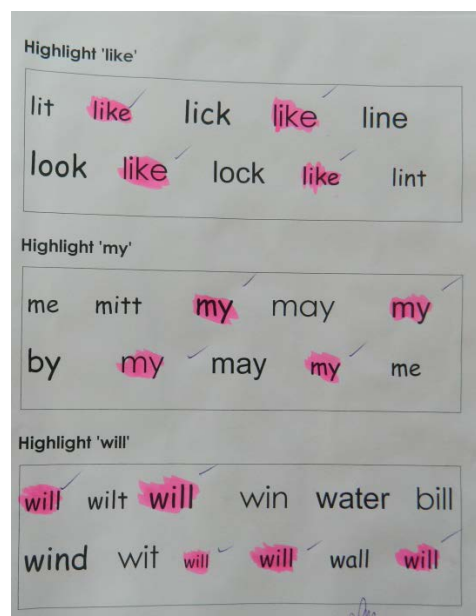 Highlight 'like'
lit like lick like line
look like lock like lint
Highlight 'my'
me mitt my may my
by my may my me
Highlight 'will'
will wilt will win water bill
wind wit will will wall will